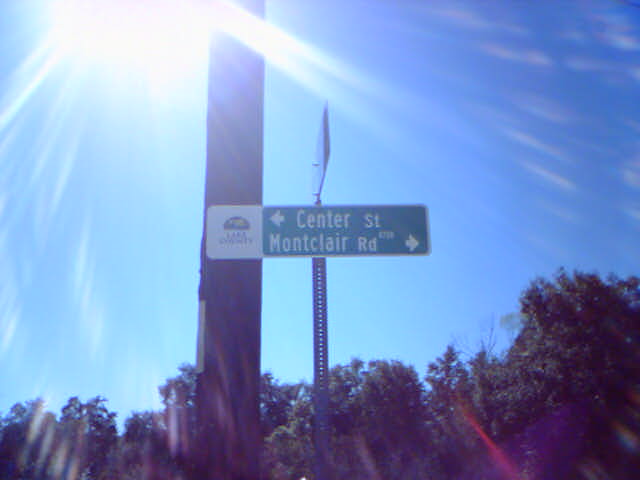 LAKE
COUNTY
Center St
Montclair Rd